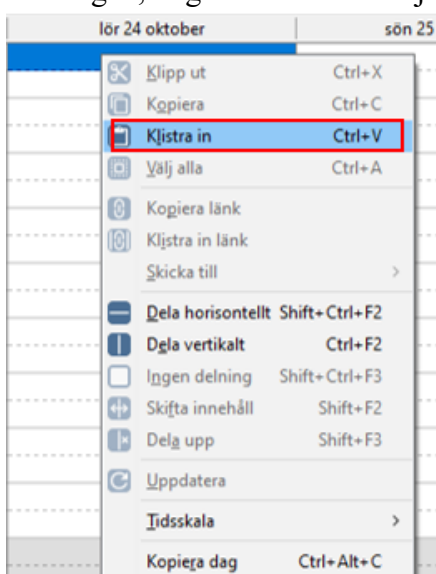 lör 24 oktober sön 25
Klipp ut Ctrl+X
Kopiera Ctrl+C
Klistra in Ctrl+V
Välj alla Ctrl+A
Kopiera länk
Klistra in länk
Skicka till >
Dela horisontellt Shift+Ctrl+F2
Dela vertikalt Ctrl+F2
Ingen delning Shift+Ctrl+F3
Skifta innehåll Shift+F2
Dela upp Shift+F3
Uppdatera
Tidsskala >
Kopiera dag Ctrl+Alt+C